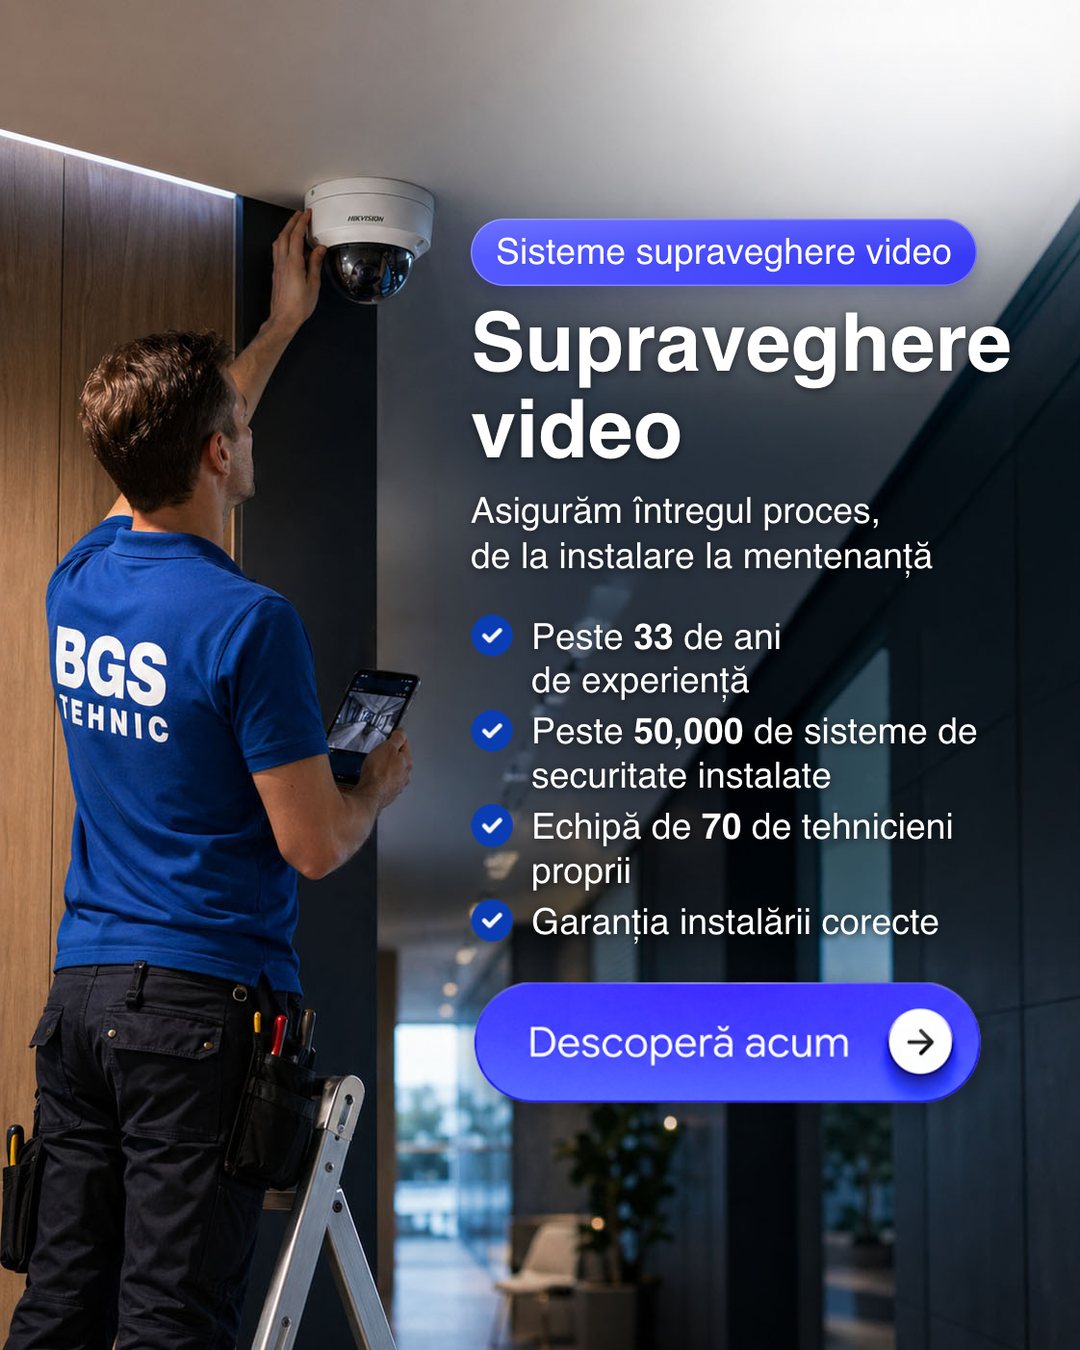 HIKVISION
Sisteme supraveghere video
Supraveghere
video
Asigurăm întregul proces,
de la instalare la mentenanță
Peste 33 de ani
de experiență
Peste 50,000 de sisteme de
securitate instalate
Echipă de 70 de tehnicieni
proprii
Garanția instalării corecte
Descoperă acum
BGS
TEHNIC